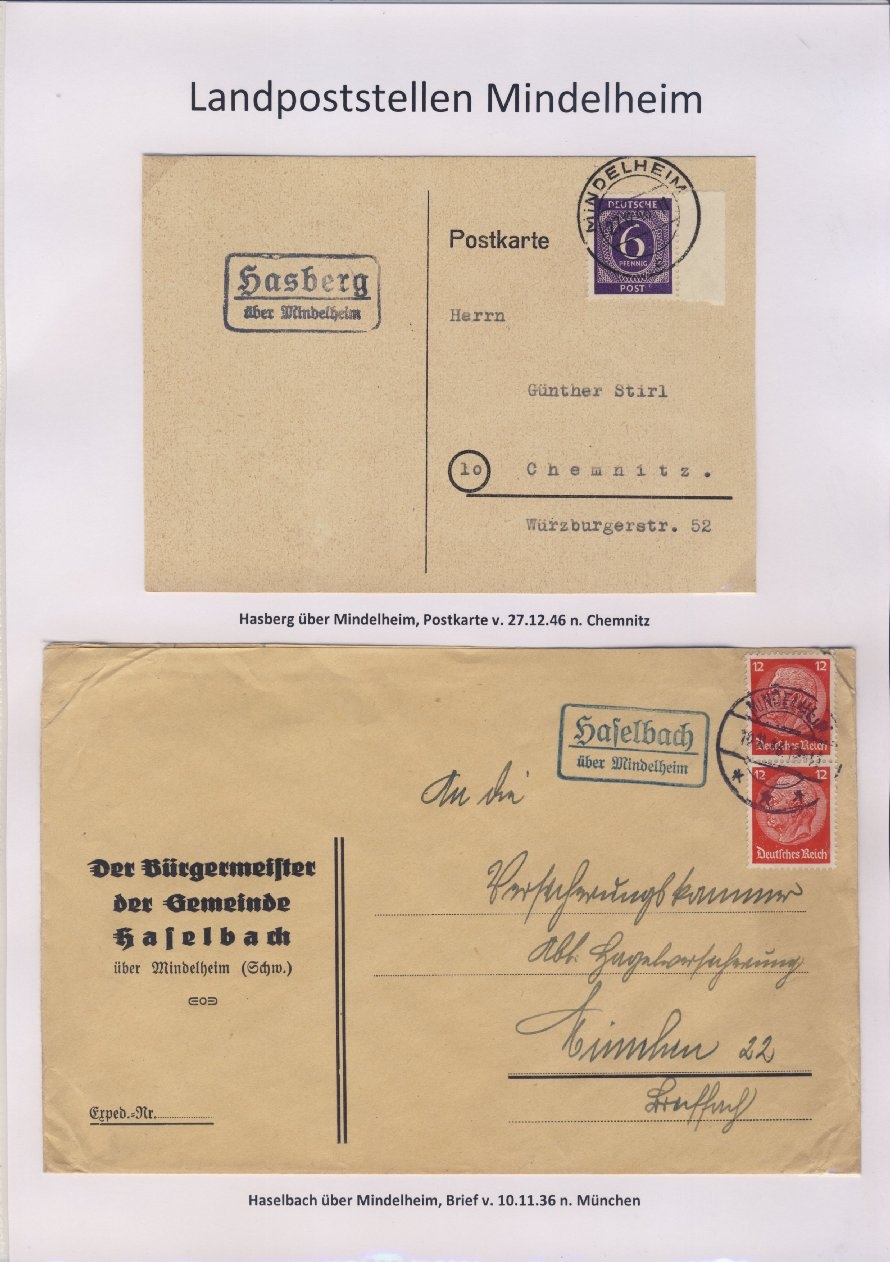 Landpoststellen Mindelheim
Hasberg
über Mindelheim
Postkarte
MINDELHEIM
DEUTSCHE
6
PFENNIG
POST
Herrn
Günther Stirl
10 Chemnitz.
Würzburgerstr. 52
Hasberg über Mindelheim, Postkarte v. 27.12.46 n. Chemnitz
Haselbach
über Mindelheim
12 12
MINDELHEIM
Deutsches Reich
12 12
Deutsches Reich
An die
Versicherungskammer
Abt. Hagelversicherung
München 22
Der Bürgermeister
der Gemeinde
Haselbach
über Mindelheim (Schw.)
Exped.-Nr.
Haselbach über Mindelheim, Brief v. 10.11.36 n. München